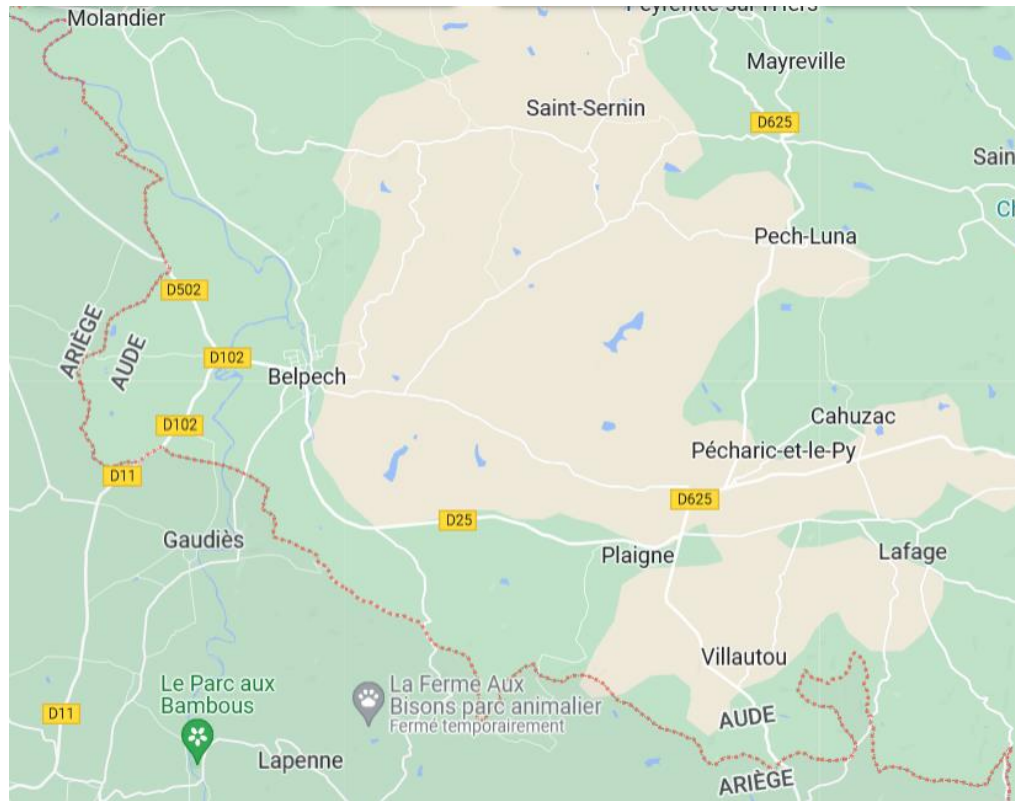 Molandier
Mayreville
Saint-Sernin
D625
Sain
Ch
Pech-Luna
D502
ARIÈGE
AUDE
D102
Belpech
D102
Cahuzac
Pécharic-et-le-Py
D11
D625
D25
Gaudiès
Plaigne
Lafage
Villautou
Le Parc aux
Bambous
La Ferme Aux
Bisons parc animalier
Fermé temporairement
D11
AUDE
ARIÈGE
Lapenne